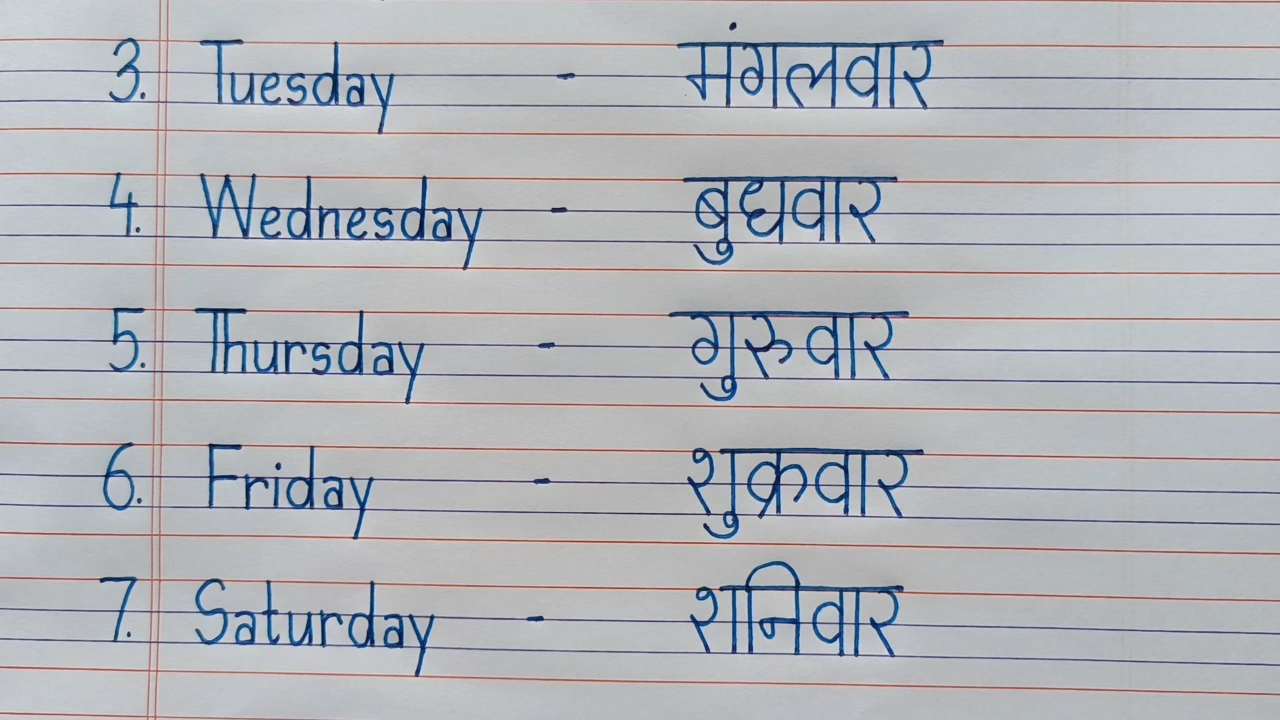 3. Tuesday - मंगलवार
4. Wednesday - बुधवार
5. Thursday - गुरुवार
6. Friday - शुक्रवार
7. Saturday - शनिवार